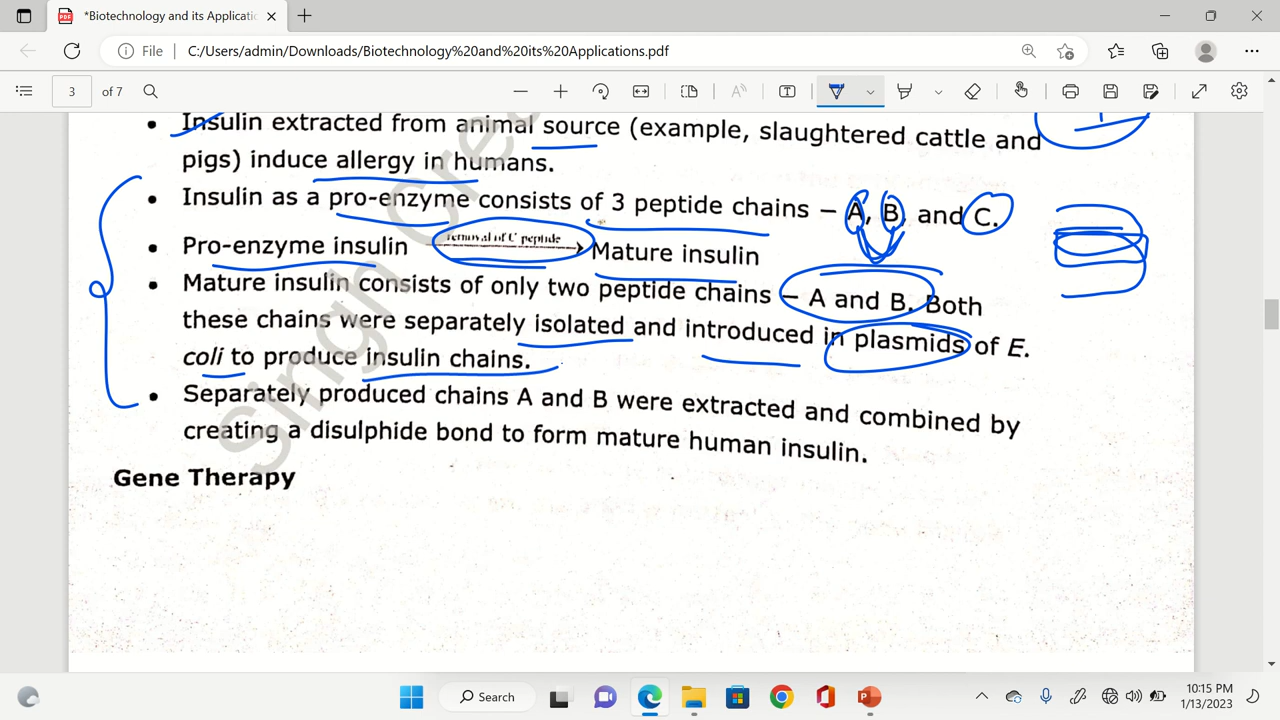 *Biotechnology and its Applicati
File C:/Users/admin/Downloads/Biotechnology%20and%20its%20Applications.pdf
3 of 7
• Insulin extracted from animal source (example, slaughtered cattle and
pigs) induce allergy in humans.
• Insulin as a pro-enzyme consists of 3 peptide chains – A, B, and C.
• Pro-enzyme insulin removal of C peptide Mature insulin
• Mature insulin consists of only two peptide chains – A and B. Both
these chains were separately isolated and introduced in plasmids of E.
coli to produce insulin chains.
• Separately produced chains A and B were extracted and combined by
creating a disulphide bond to form mature human insulin.
Gene Therapy
Singh Crea
Search
10:15 PM
1/13/2023